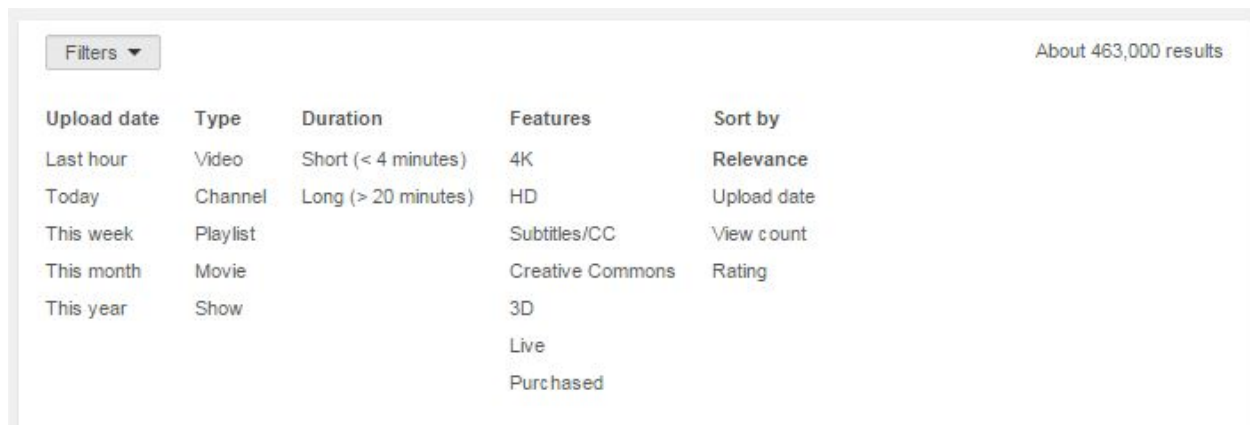 Filters
About 463,000 results
Upload date Type Duration Features Sort by
Last hour Video Short (< 4 minutes) 4K Relevance
Today Channel Long (> 20 minutes) HD Upload date
This week Playlist Subtitles/CC View count
This month Movie Creative Commons Rating
This year Show 3D
Live
Purchased